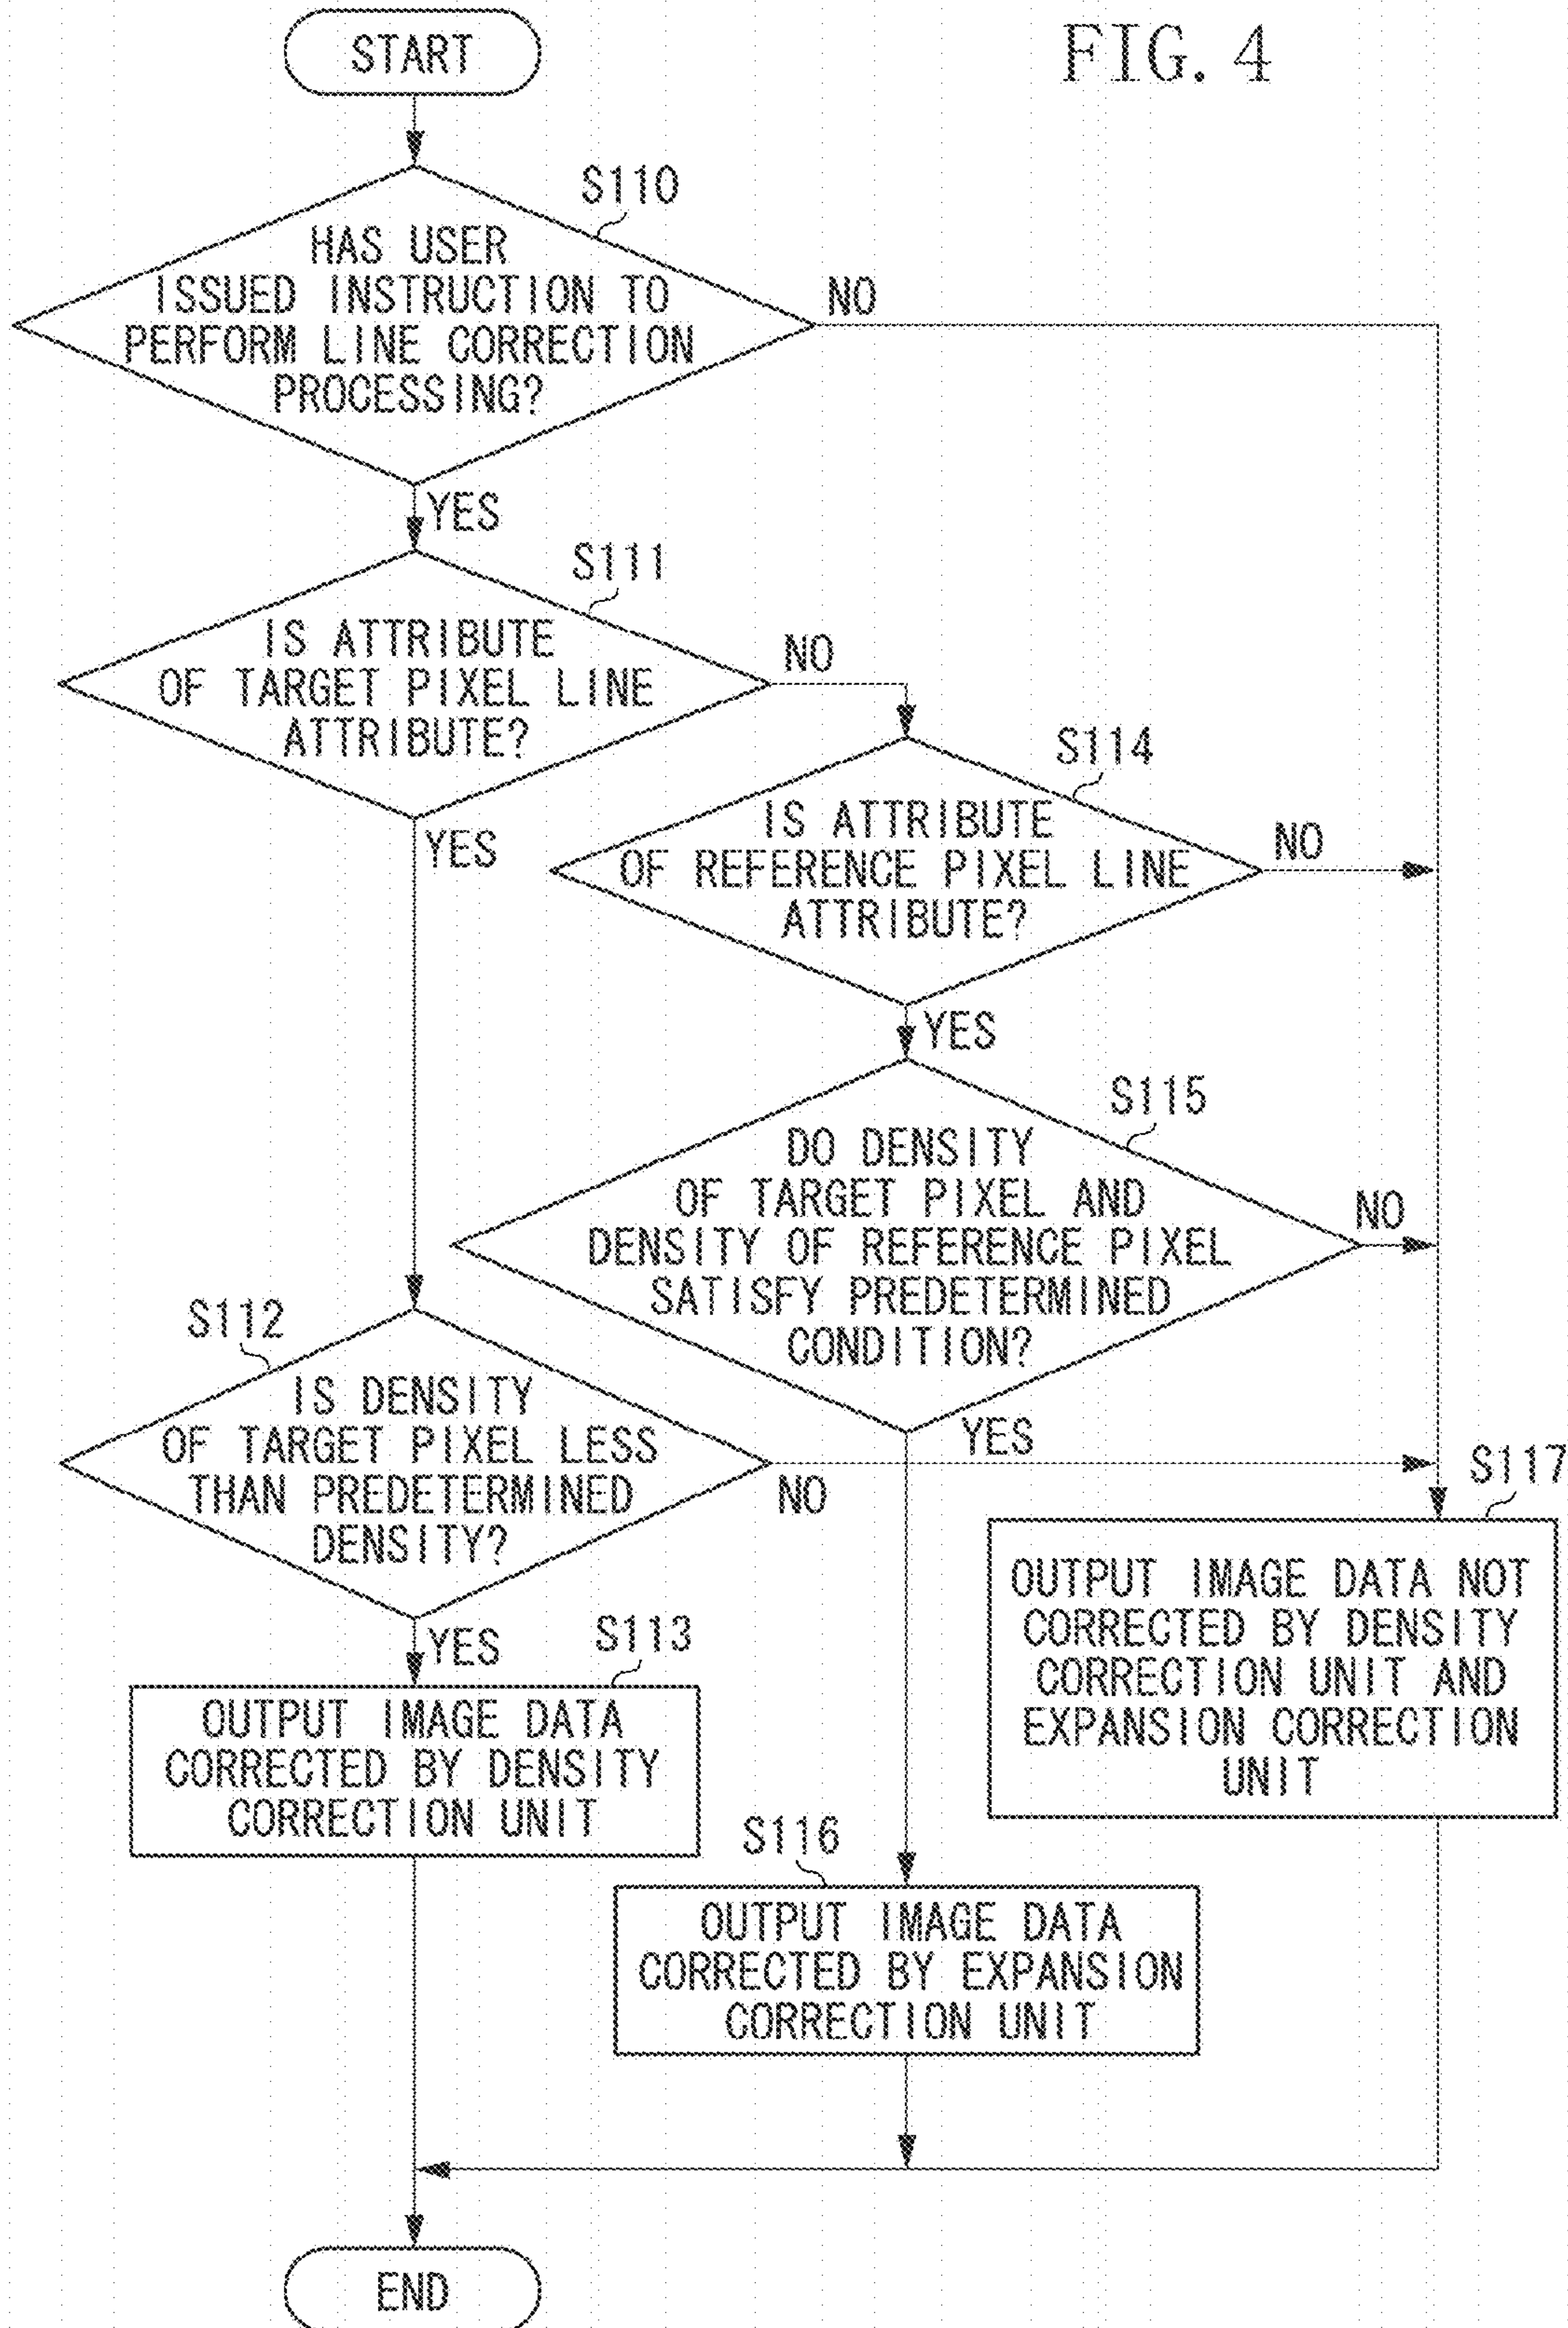 START
FIG. 4
S110
HAS USER
ISSUED INSTRUCTION TO
PERFORM LINE CORRECTION
PROCESSING?
NO
YES
S111
IS ATTRIBUTE
OF TARGET PIXEL LINE
ATTRIBUTE?
NO
YES
S114
IS ATTRIBUTE
OF REFERENCE PIXEL LINE
ATTRIBUTE?
NO
YES
S115
DO DENSITY
OF TARGET PIXEL AND
DENSITY OF REFERENCE PIXEL
SATISFY PREDETERMINED
CONDITION?
NO
YES
S112
IS DENSITY
OF TARGET PIXEL LESS
THAN PREDETERMINED
DENSITY?
NO
YES
S117
OUTPUT IMAGE DATA NOT
CORRECTED BY DENSITY
CORRECTION UNIT AND
EXPANSION CORRECTION
UNIT
S113
OUTPUT IMAGE DATA
CORRECTED BY DENSITY
CORRECTION UNIT
S116
OUTPUT IMAGE DATA
CORRECTED BY EXPANSION
CORRECTION UNIT
END